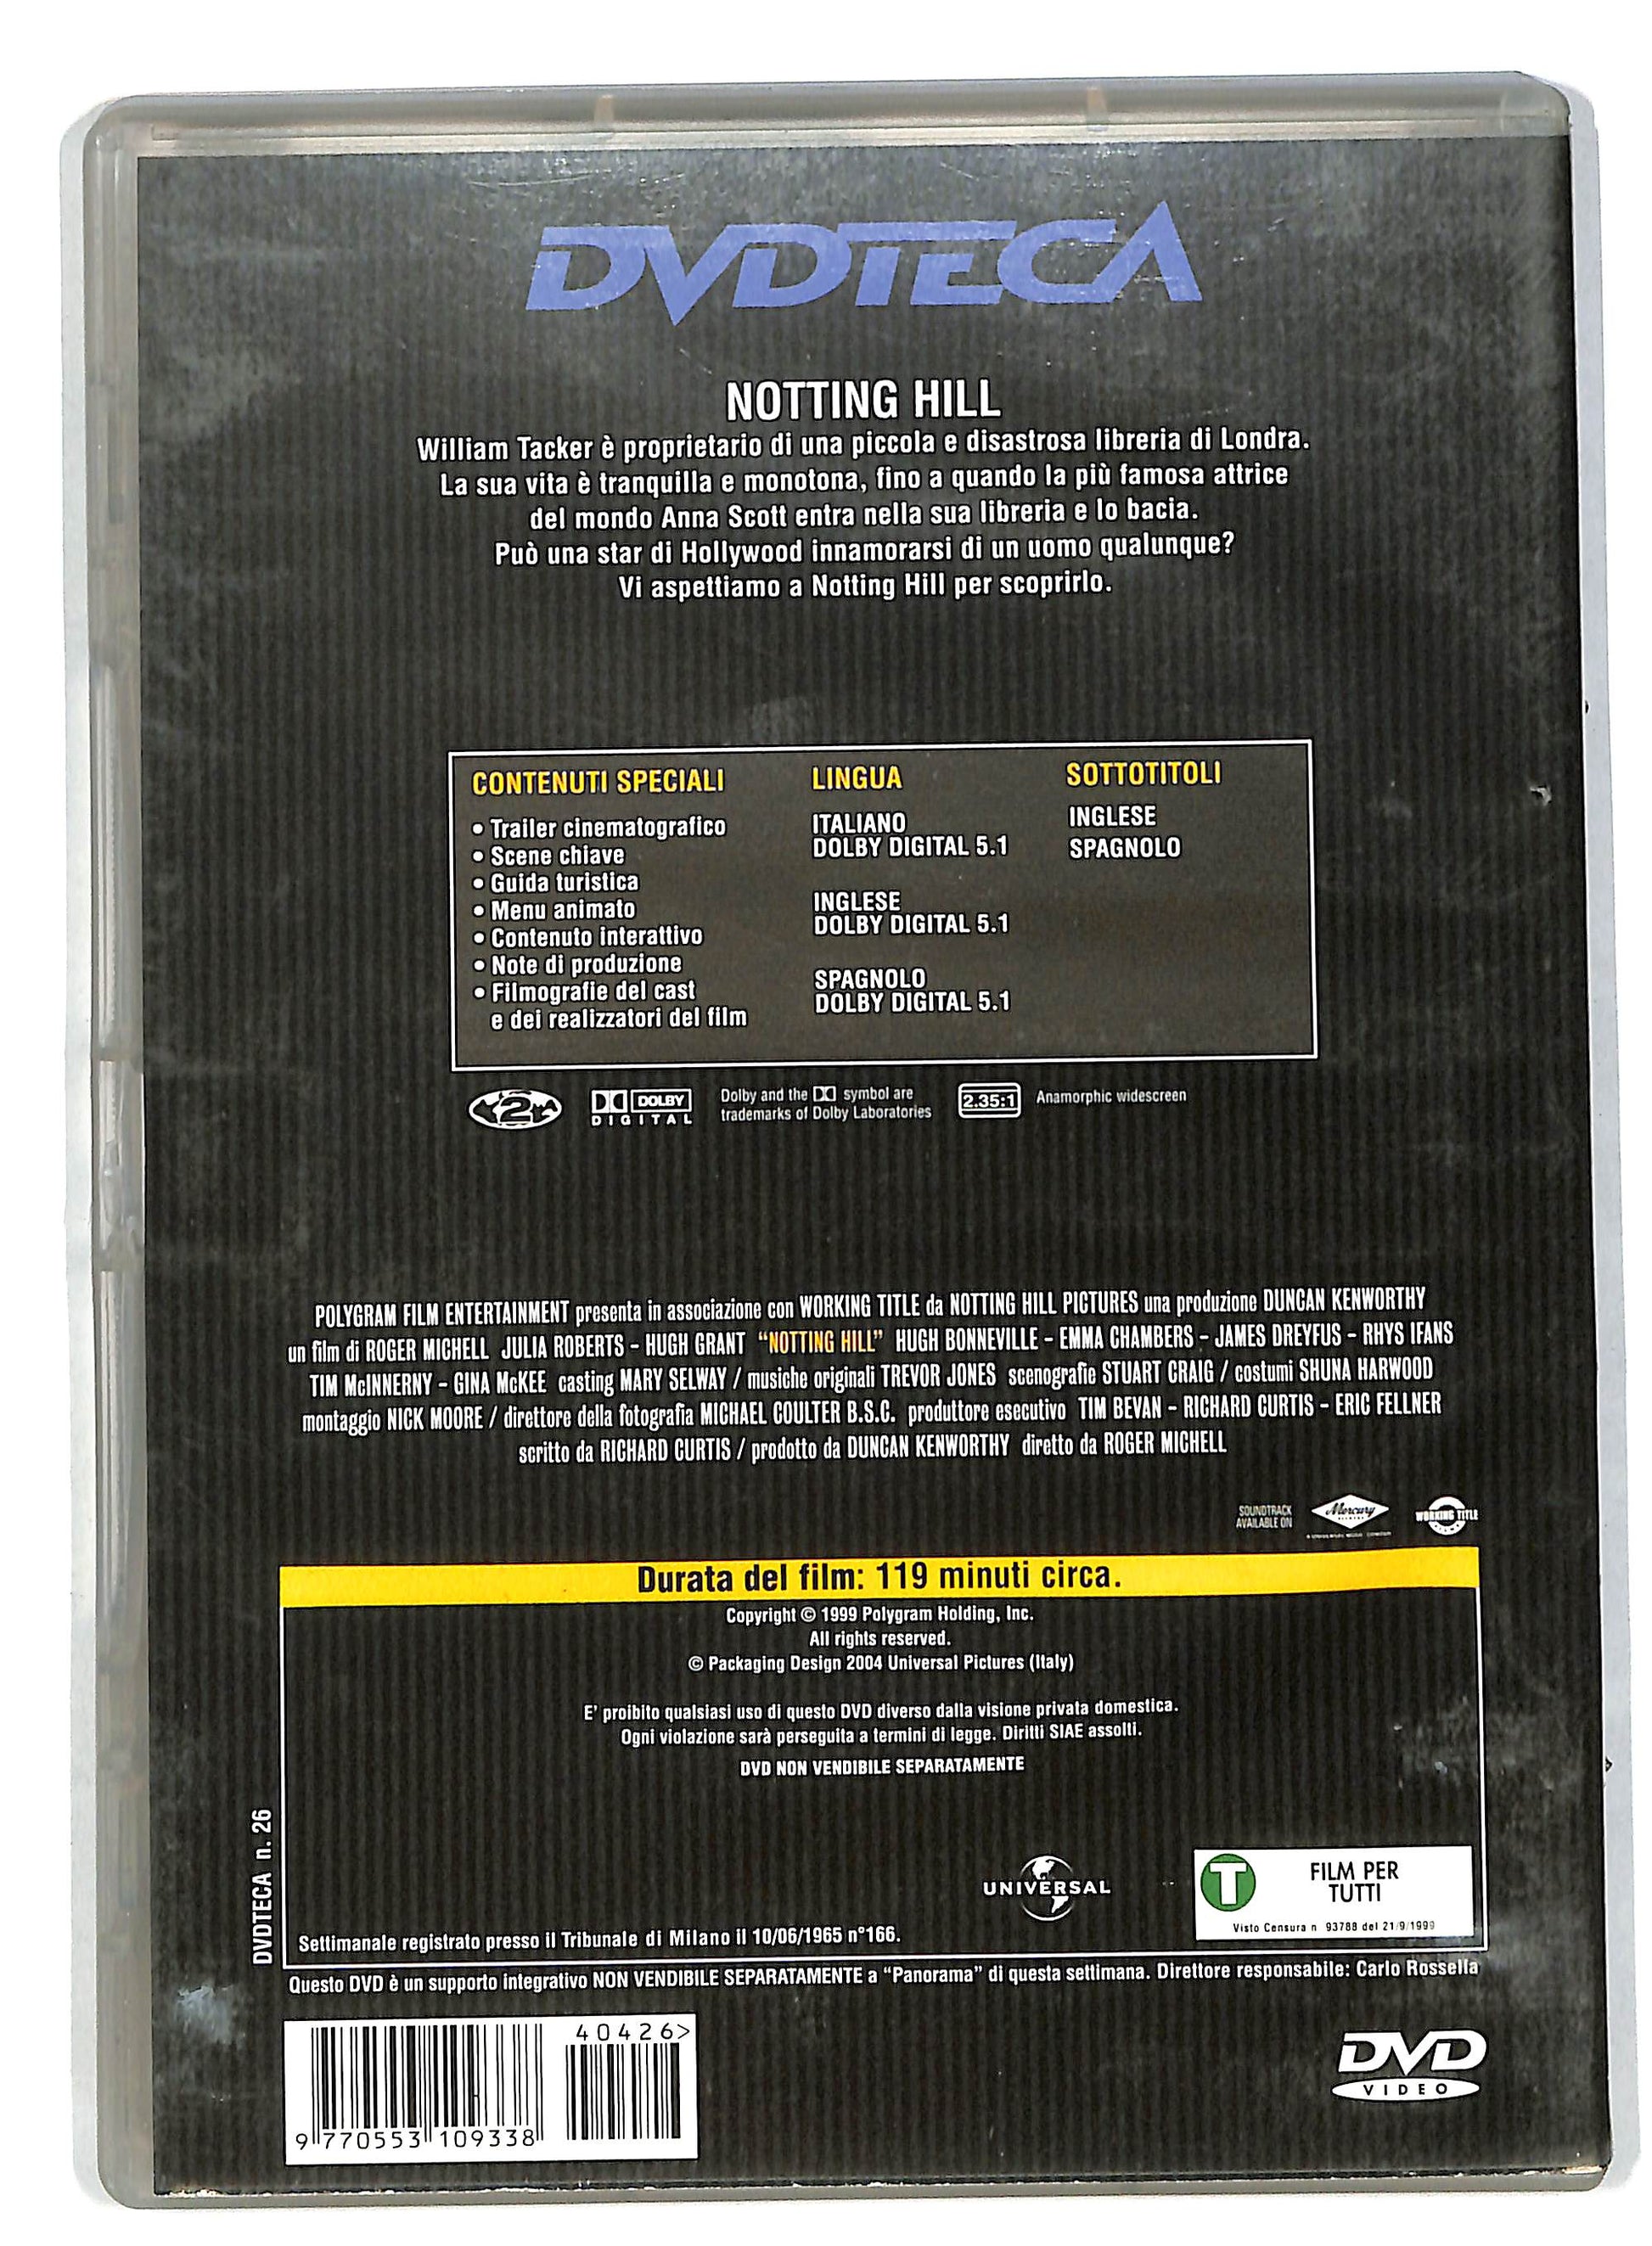 DVDTECA
NOTTING HILL
William Tacker è proprietario di una piccola e disastrosa libreria di Londra.
La sua vita è tranquilla e monotona, fino a quando la più famosa attrice
del mondo Anna Scott entra nella sua libreria e lo bacia.
Può una star di Hollywood innamorarsi di un uomo qualunque?
Vi aspettiamo a Notting Hill per scoprirlo.
CONTENUTI SPECIALI
• Trailer cinematografico
• Scene chiave
• Guida turistica
• Menu animato
• Contenuto interattivo
• Note di produzione
• Filmografie del cast
e dei realizzatori del film
LINGUA
ITALIANO
DOLBY DIGITAL 5.1
INGLESE
DOLBY DIGITAL 5.1
SPAGNOLO
DOLBY DIGITAL 5.1
SOTTOTITOLI
INGLESE
SPAGNOLO
2
DOLBY
DIGITAL
Dolby and the symbol are
trademarks of Dolby Laboratories
2.35:1
Anamorphic widescreen
POLYGRAM FILM ENTERTAINMENT presenta in associazione con WORKING TITLE da NOTTING HILL PICTURES una produzione DUNCAN KENWORTHY
un film di ROGER MICHELL JULIA ROBERTS – HUGH GRANT “NOTTING HILL” HUGH BONNEVILLE – EMMA CHAMBERS – JAMES DREYFUS – RHYS IFANS
TIM McINNERNY – GINA McKEE casting MARY SELWAY / musiche originali TREVOR JONES scenografie STUART CRAIG / costumi SHUNA HARWOOD
montaggio NICK MOORE / direttore della fotografia MICHAEL COULTER B.S.C. produttore esecutivo TIM BEVAN – RICHARD CURTIS – ERIC FELLNER
scritto da RICHARD CURTIS / prodotto da DUNCAN KENWORTHY diretto da ROGER MICHELL
SOUNDTRACK
AVAILABLE ON
Mercury
WORKING TITLE
Durata del film: 119 minuti circa.
Copyright © 1999 Polygram Holding, Inc.
All rights reserved.
© Packaging Design 2004 Universal Pictures (Italy)
E' proibito qualsiasi uso di questo DVD diverso dalla visione privata domestica.
Ogni violazione sarà perseguita a termini di legge. Diritti SIAE assolti.
DVD NON VENDIBILE SEPARATAMENTE
DVDTECA n. 26
UNIVERSAL
T
FILM PER
TUTTI
Visto Censura n 93788 del 21/9/1999
Settimanale registrato presso il Tribunale di Milano il 10/06/1965 n°166.
Questo DVD è un supporto integrativo NON VENDIBILE SEPARATAMENTE a “Panorama” di questa settimana. Direttore responsabile: Carlo Rossella
40426>
9 770553 109338
DVD
VIDEO